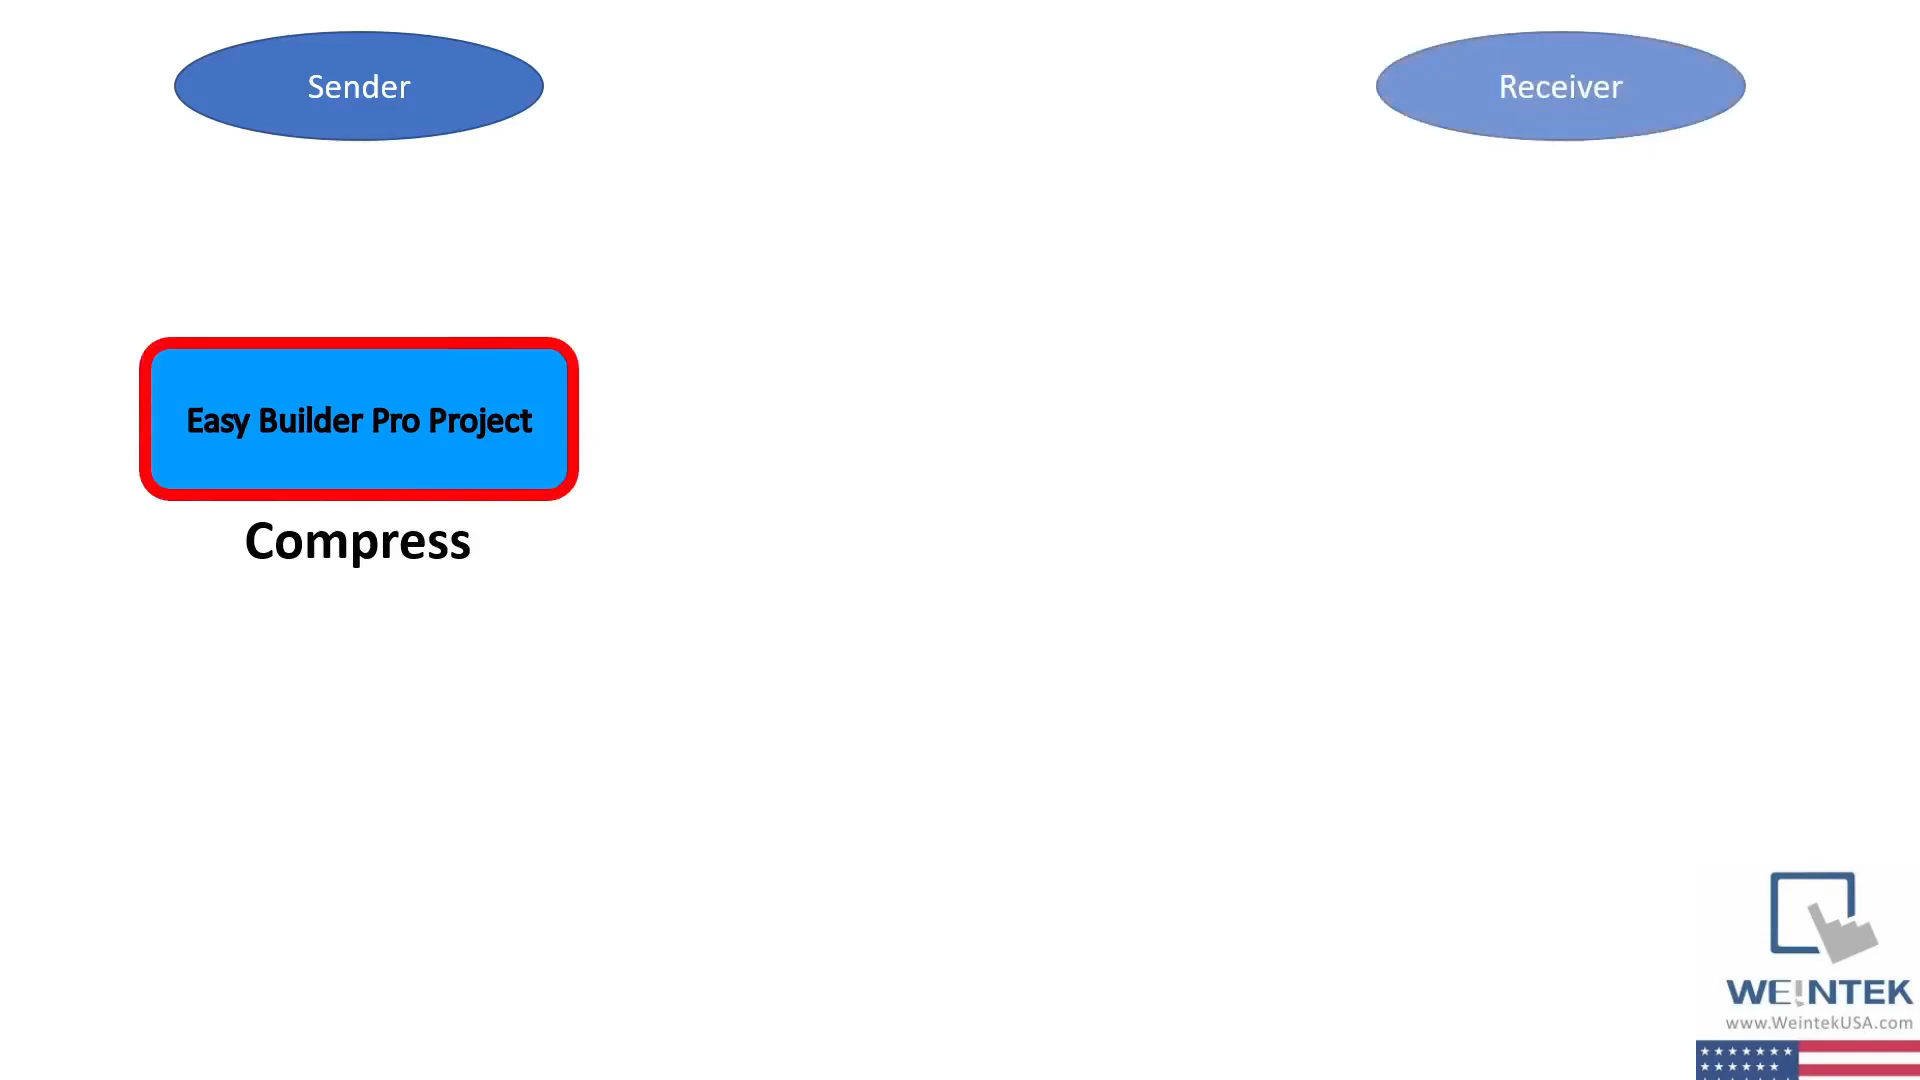 Sender
Receiver
Easy Builder Pro Project
Compress
WEINTEK
www.WeintekUSA.com